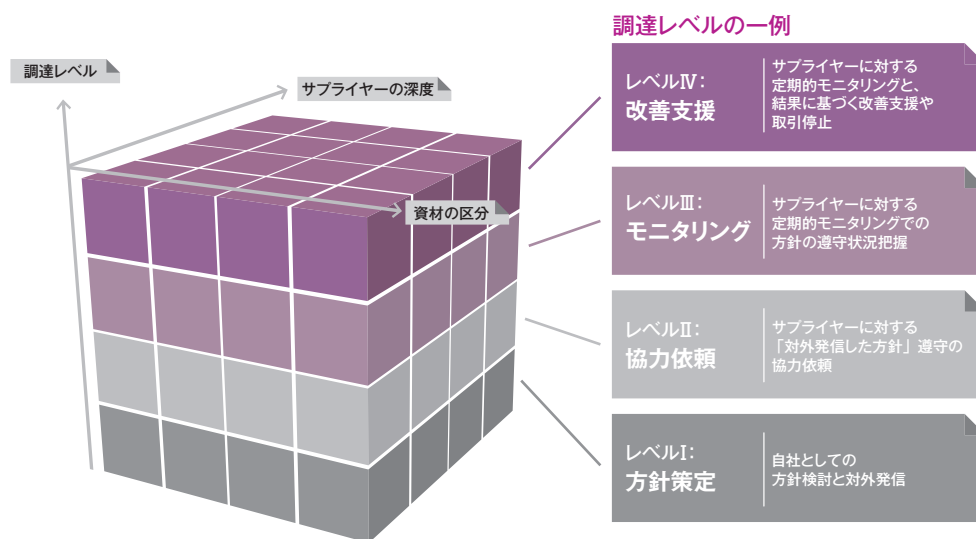 調達レベルの一例
調達レベル
サプライヤーの深度
資材の区分
レベルⅣ:
改善支援
サプライヤーに対する
定期的モニタリングと、
結果に基づく改善支援や
取引停止
レベルⅢ:
モニタリング
サプライヤーに対する
定期的モニタリングでの
方針の遵守状況把握
レベルⅡ:
協力依頼
サプライヤーに対する
「対外発信した方針」遵守の
協力依頼
レベルⅠ:
方針策定
自社としての
方針検討と対外発信